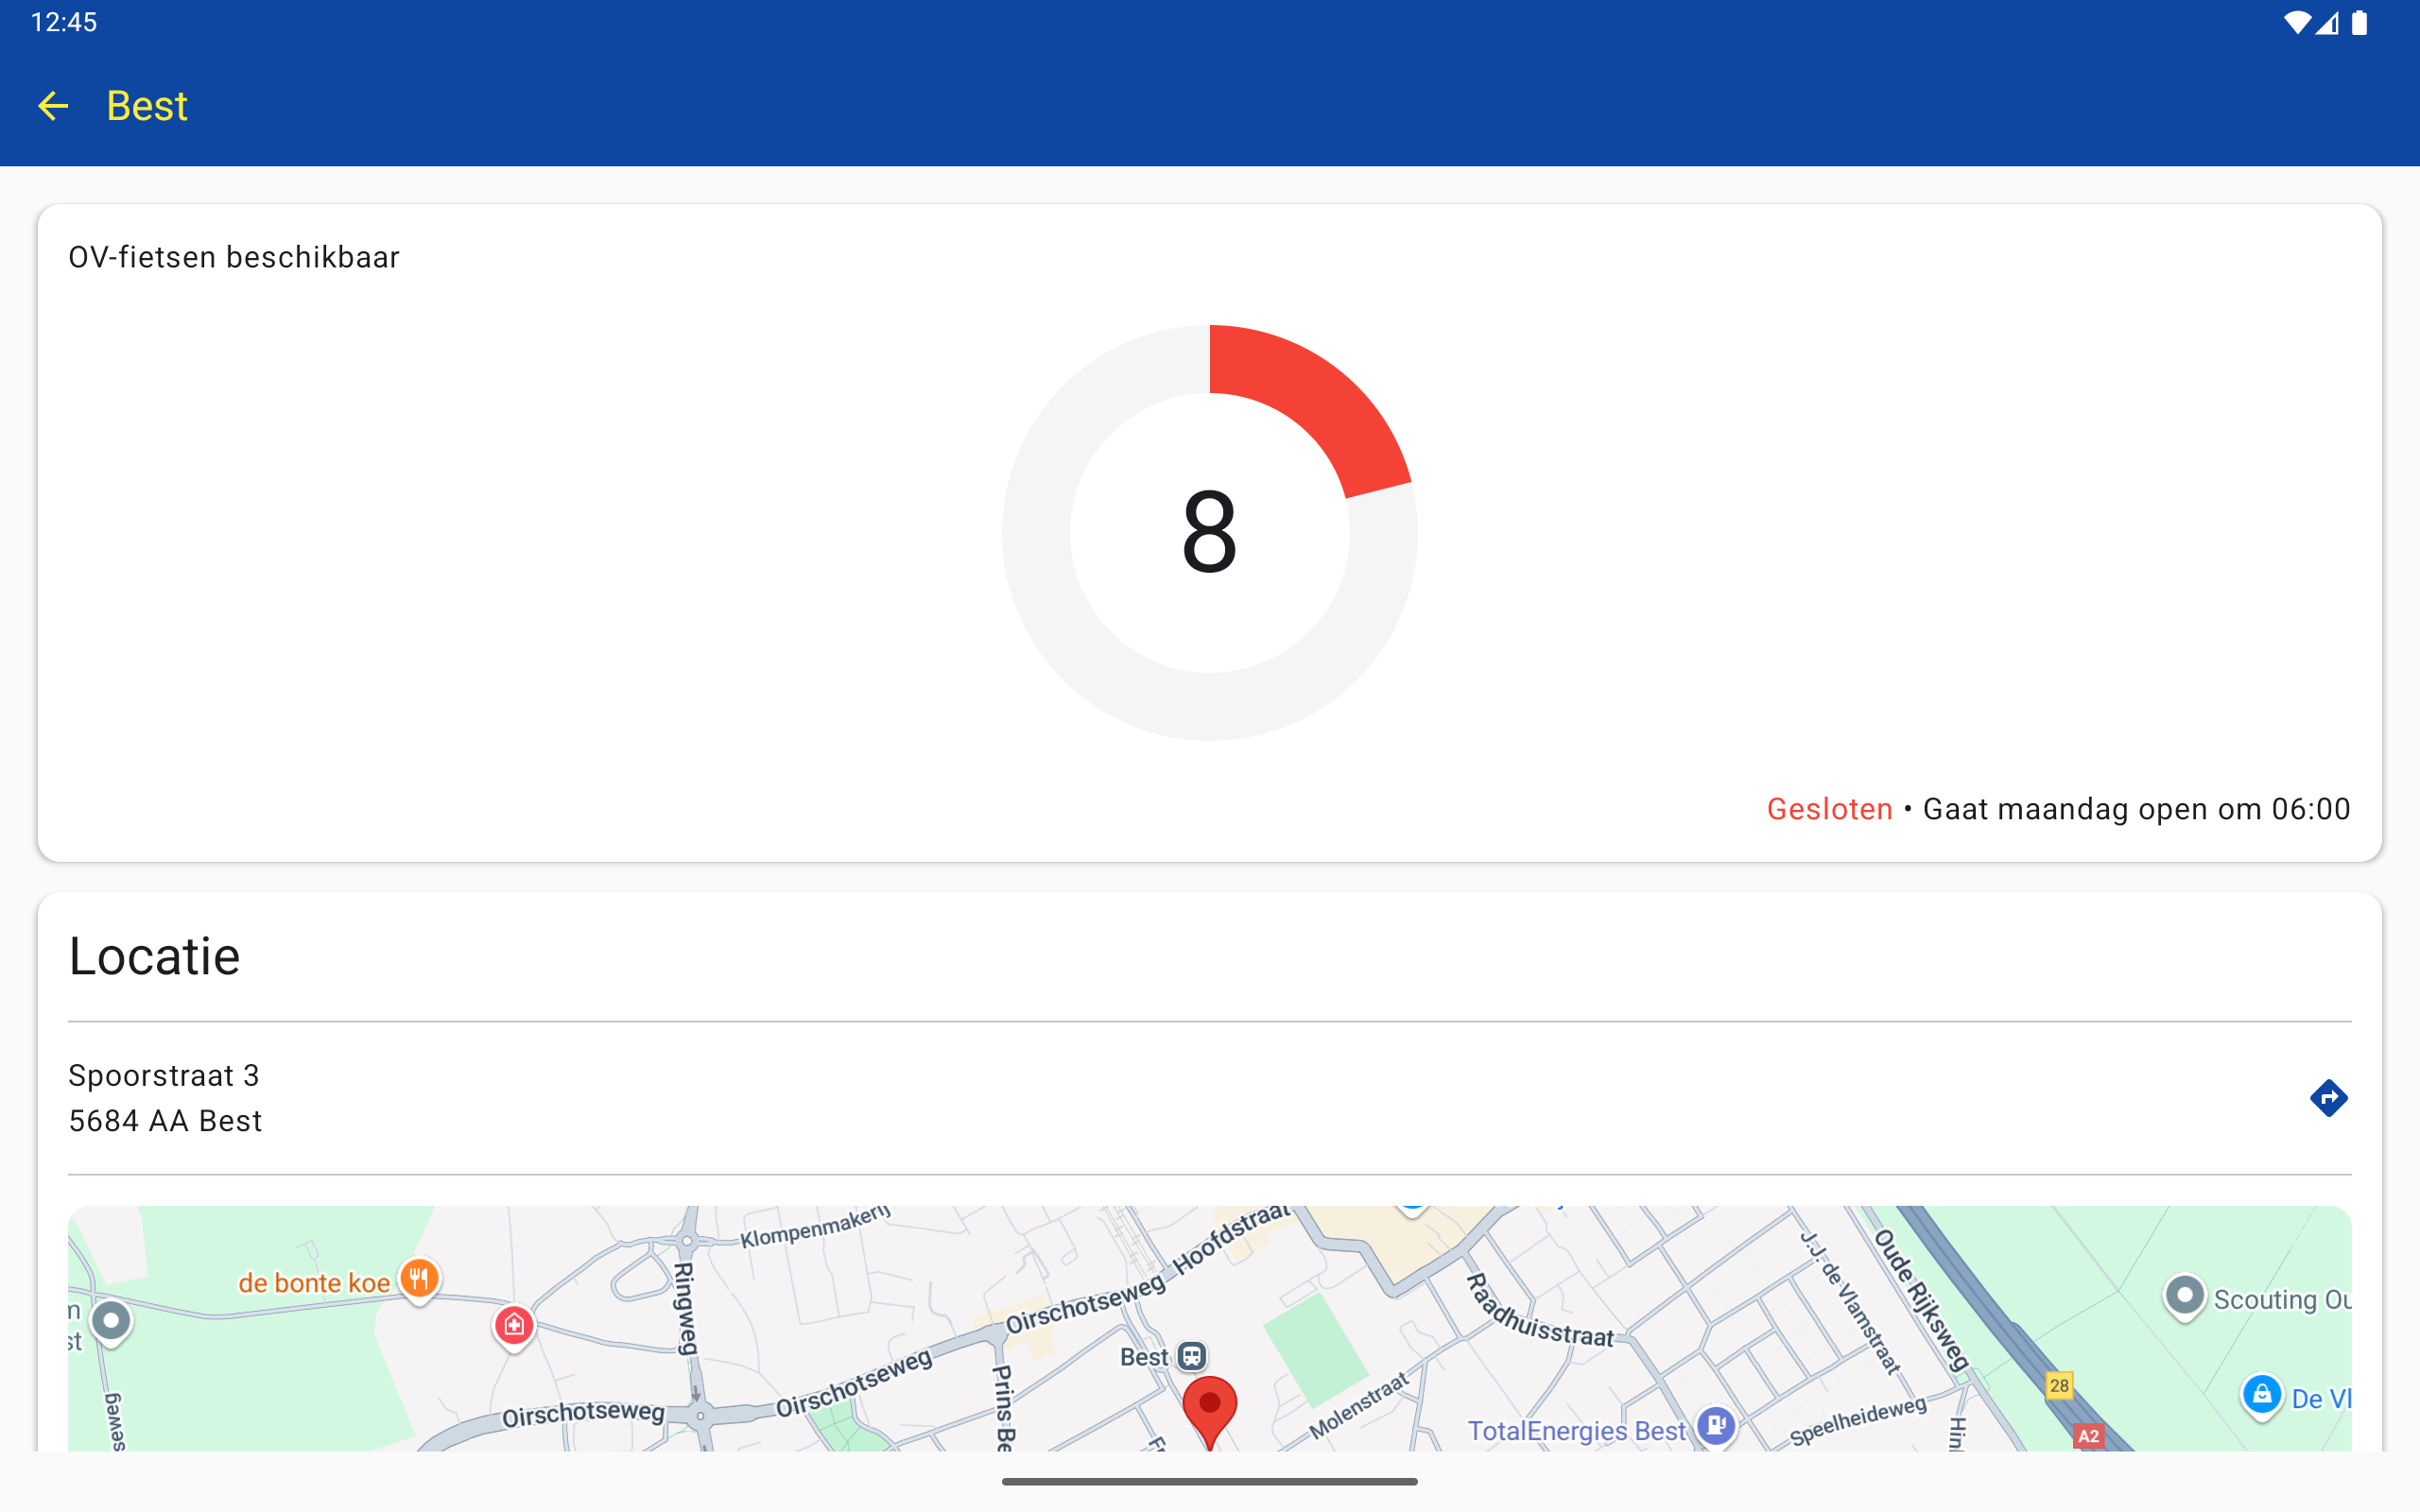 12:45
Best
OV-fietsen beschikbaar
8
Gesloten • Gaat maandag open om 06:00
Locatie
Spoorstraat 3
5684 AA Best
Klompenmakerij
Hoofdstraat
de bonte koe
Ringweg
Oirschotseweg
Raadhuisstraat
J.J. de Vlamstraat
Oude Rijksweg
Scouting Ou
st
Best
Oirschotseweg
Oirschotseweg
Prins Be
Molenstraat
TotalEnergies Best
Speelheideweg
28
A2
De Vl
seweg